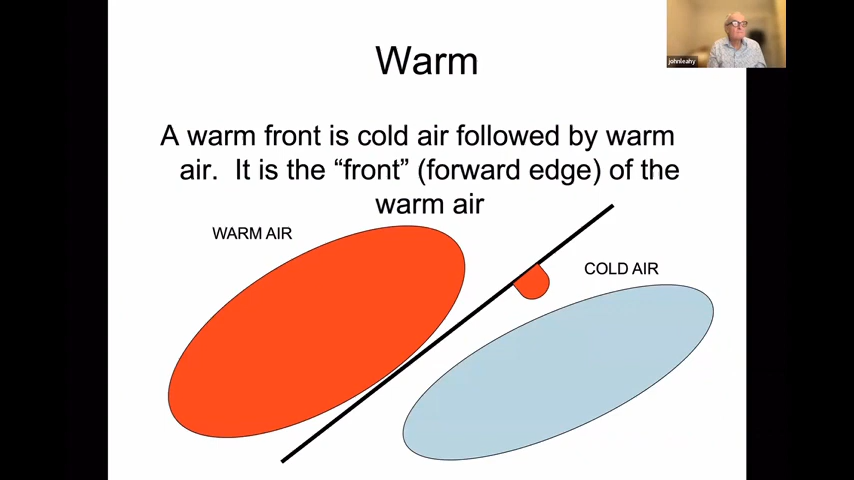 Warm
johnleahy
A warm front is cold air followed by warm
air. It is the “front” (forward edge) of the
warm air
WARM AIR
COLD AIR